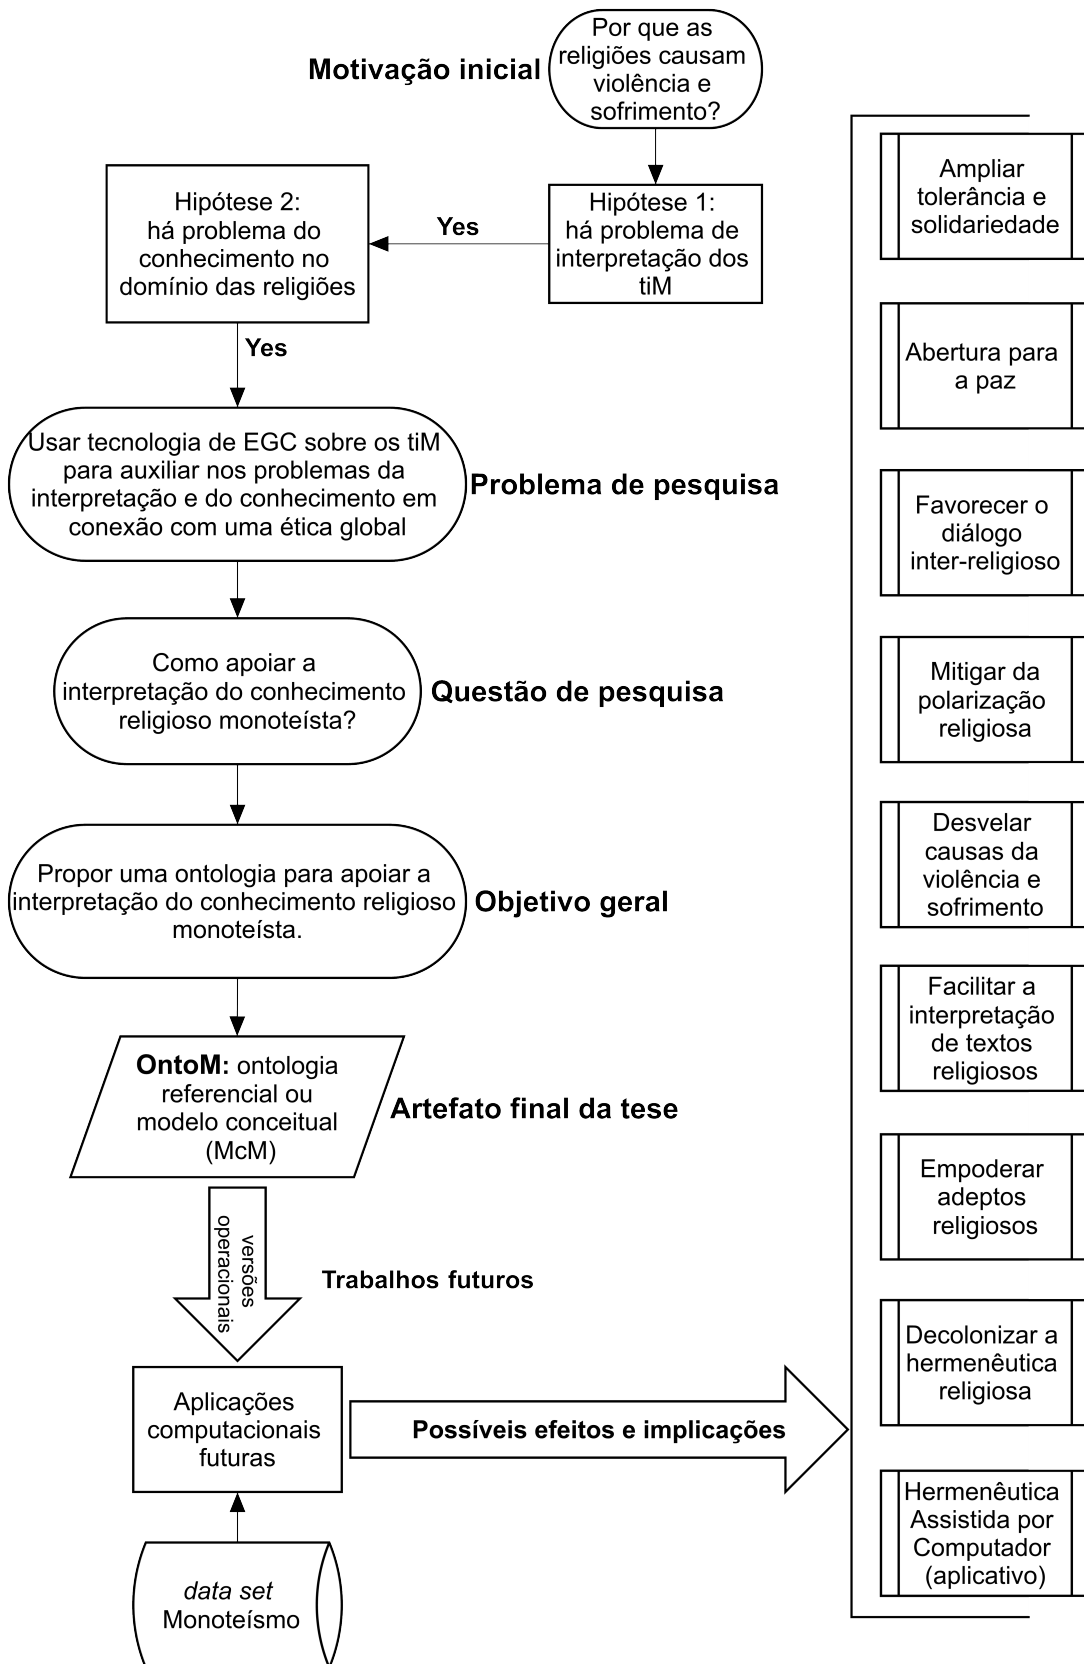 Motivação inicial
Por que as
religiões causam
violência e
sofrimento?
Hipótese 1:
há problema de
interpretação dos
tiM
Yes
Hipótese 2:
há problema do
conhecimento no
domínio das religiões
Yes
Usar tecnologia de EGC sobre os tiM
para auxiliar nos problemas da
interpretação e do conhecimento em
conexão com uma ética global
Problema de pesquisa
Como apoiar a
interpretação do conhecimento
religioso monoteísta?
Questão de pesquisa
Propor uma ontologia para apoiar a
interpretação do conhecimento religioso
monoteísta.
Objetivo geral
OntoM: ontologia
referencial ou
modelo conceitual
(McM)
Artefato final da tese
versões
operacionais
Trabalhos futuros
Aplicações
computacionais
futuras
Possíveis efeitos e implicações
data set
Monoteísmo
Ampliar
tolerância e
solidariedade
Abertura para
a paz
Favorecer o
diálogo
inter-religioso
Mitigar da
polarização
religiosa
Desvelar
causas da
violência e
sofrimento
Facilitar a
interpretação
de textos
religiosos
Empoderar
adeptos
religiosos
Decolonizar a
hermenêutica
religiosa
Hermenêutica
Assistida por
Computador
(aplicativo)